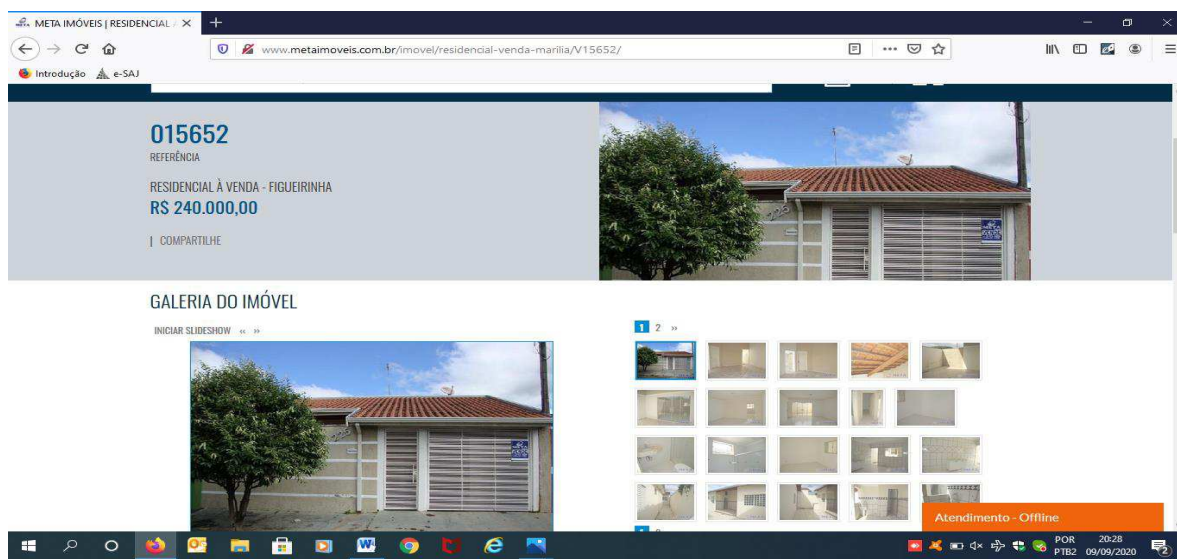 META IMÓVEIS | RESIDENCIAL /
www.metaimoveis.com.br/imovel/residencial-venda-marilia/V15652/
Introdução
e-SAJ
015652
REFERÊNCIA
RESIDENCIAL À VENDA - FIGUEIRINHA
R$ 240.000,00
| COMPARTILHE
GALERIA DO IMÓVEL
INICIAR SLIDESHOW « »
1 2 »
Atendimento - Offline
POR 20:28
PTB2 09/09/2020